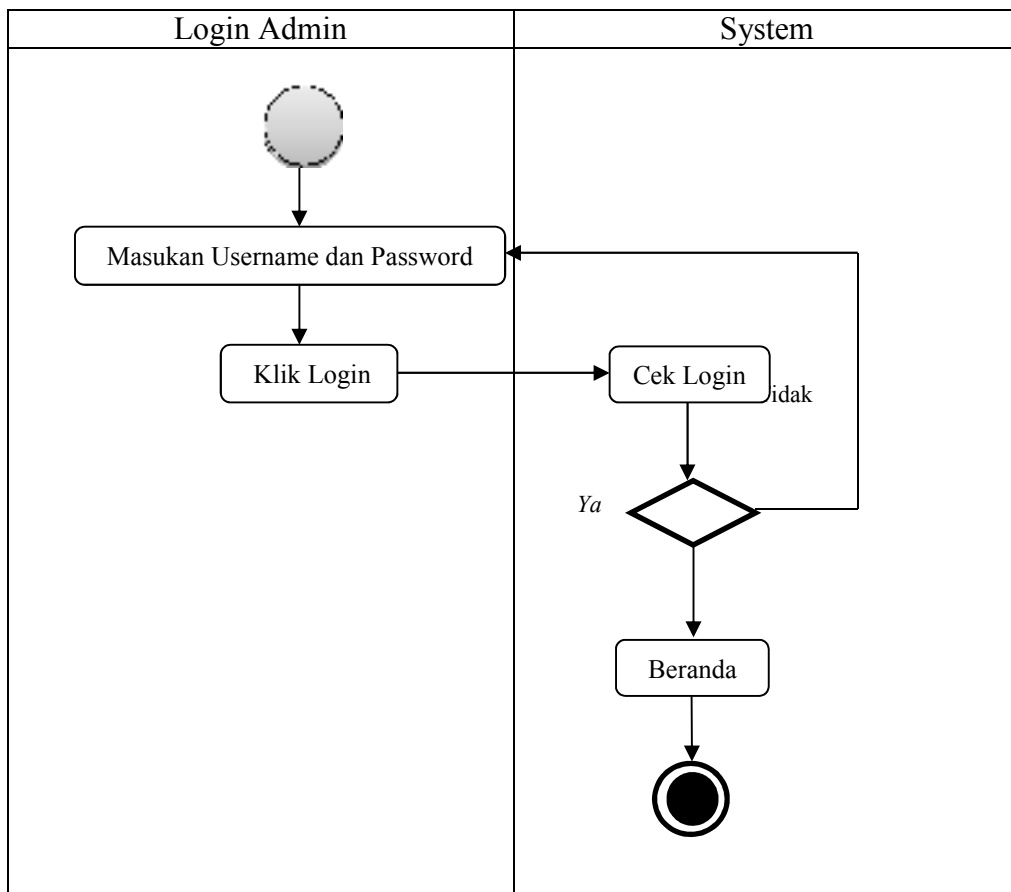 Login Admin
System
Masukan Username dan Password
Klik Login
Cek Login
idak
Ya
Beranda